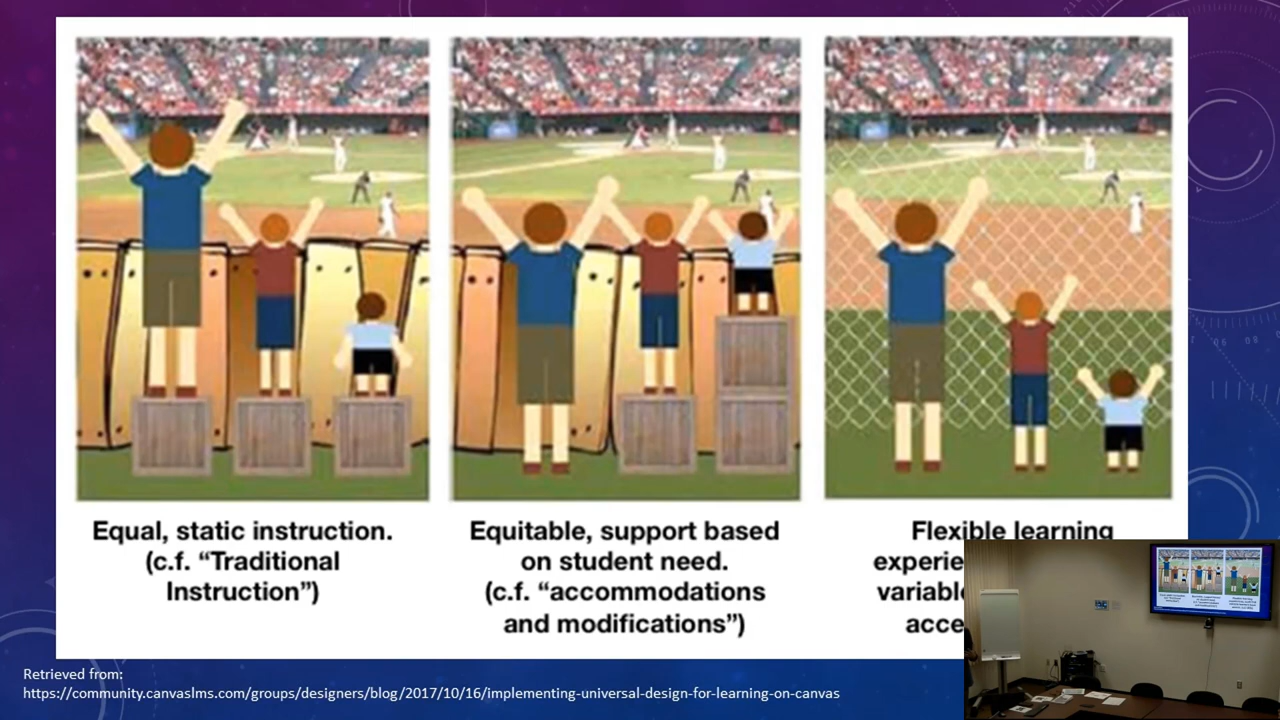 Equal, static instruction.
(c.f. “Traditional
Instruction”)
Equitable, support based
on student need.
(c.f. “accommodations
and modifications”)
Flexible learning
Retrieved from:
https://community.canvaslms.com/groups/designers/blog/2017/10/16/implementing-universal-design-for-learning-on-canvas